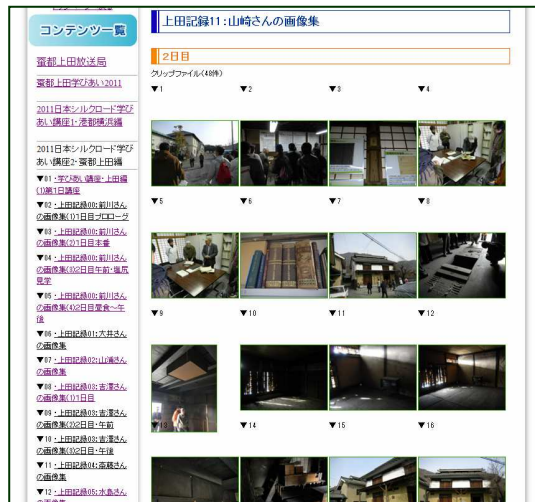 コンテンツ一覧
蚕都上田放送局
蚕都上田学びあい2011
2011日本シルクロード学び
あい講座1・港都横浜編
2011日本シルクロード学び
あい講座2・蚕都上田編
▼01・学びあい講座・上田編
(1)第1日講座
▼02・上田記録00:前川さん
の画像集(1)1日目プロローグ
▼03・上田記録00:前川さん
の画像集(2)1日目本番
▼04・上田記録00:前川さん
の画像集(3)2日目午前・塩尻
見学
▼05・上田記録00:前川さん
の画像集(4)2日目昼食～午
後
▼06・上田記録01:大井さん
の画像集
▼07・上田記録02:山浦さん
の画像集
▼08・上田記録03:吉澤さん
の画像集(1)1日目
▼09・上田記録03:吉澤さん
の画像集(2)2日目・午前
▼10・上田記録03:吉澤さん
の画像集(3)2日目・午後
▼11・上田記録04:斎藤さん
の画像集
▼12・上田記録05:水島さん
の画像集
上田記録11:山崎さんの画像集
2日目
クリップファイル(48件)
▼1 ▼2 ▼3 ▼4
▼5 ▼6 ▼7 ▼8
▼9 ▼10 ▼11 ▼12
▼13 ▼14 ▼15 ▼16